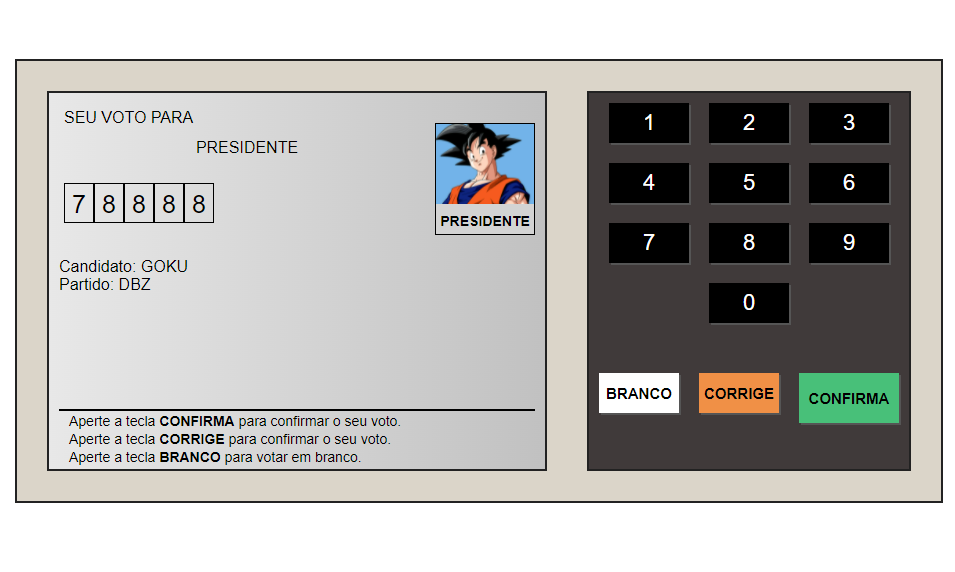 SEU VOTO PARA
PRESIDENTE
7 8 8 8 8
PRESIDENTE
Candidato: GOKU
Partido: DBZ
Aperte a tecla CONFIRMA para confirmar o seu voto.
Aperte a tecla CORRIGE para confirmar o seu voto.
Aperte a tecla BRANCO para votar em branco.
1 2 3
4 5 6
7 8 9
0
BRANCO CORRIGE CONFIRMA